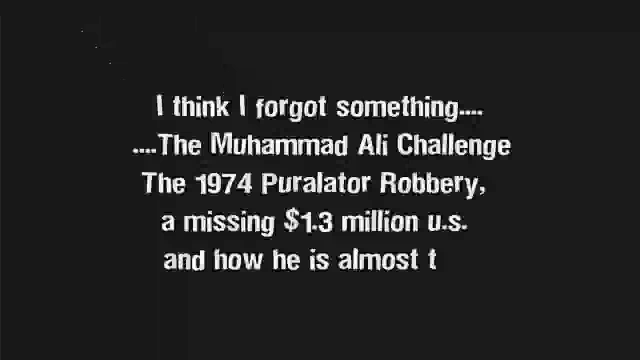 I think I forgot something....
....The Muhammad Ali Challenge
The 1974 Puralator Robbery,
a missing $1.3 million u.s.
and how he is almost t